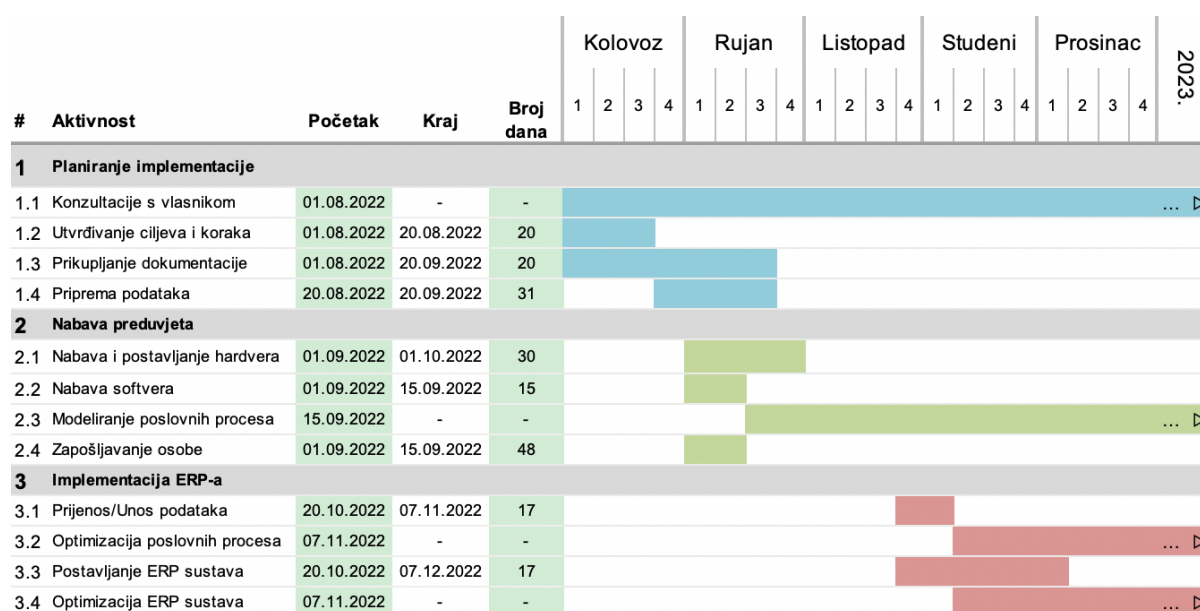 Kolovoz Rujan Listopad Studeni Prosinac 2023.
# Aktivnost Početak Kraj Broj dana 1 2 3 4 1 2 3 4 1 2 3 4 1 2 3 4 1 2 3 4
1 Planiranje implementacije
1.1 Konzultacije s vlasnikom 01.08.2022 - - ...
1.2 Utvrđivanje ciljeva i koraka 01.08.2022 20.08.2022 20
1.3 Prikupljanje dokumentacije 01.08.2022 20.09.2022 20
1.4 Priprema podataka 20.08.2022 20.09.2022 31
2 Nabava preduvjeta
2.1 Nabava i postavljanje hardvera 01.09.2022 01.10.2022 30
2.2 Nabava softvera 01.09.2022 15.09.2022 15
2.3 Modeliranje poslovnih procesa 15.09.2022 - - ...
2.4 Zapošljavanje osobe 01.09.2022 15.09.2022 48
3 Implementacija ERP-a
3.1 Prijenos/Unos podataka 20.10.2022 07.11.2022 17
3.2 Optimizacija poslovnih procesa 07.11.2022 - - ...
3.3 Postavljanje ERP sustava 20.10.2022 07.12.2022 17
3.4 Optimizacija ERP sustava 07.11.2022 - - ...